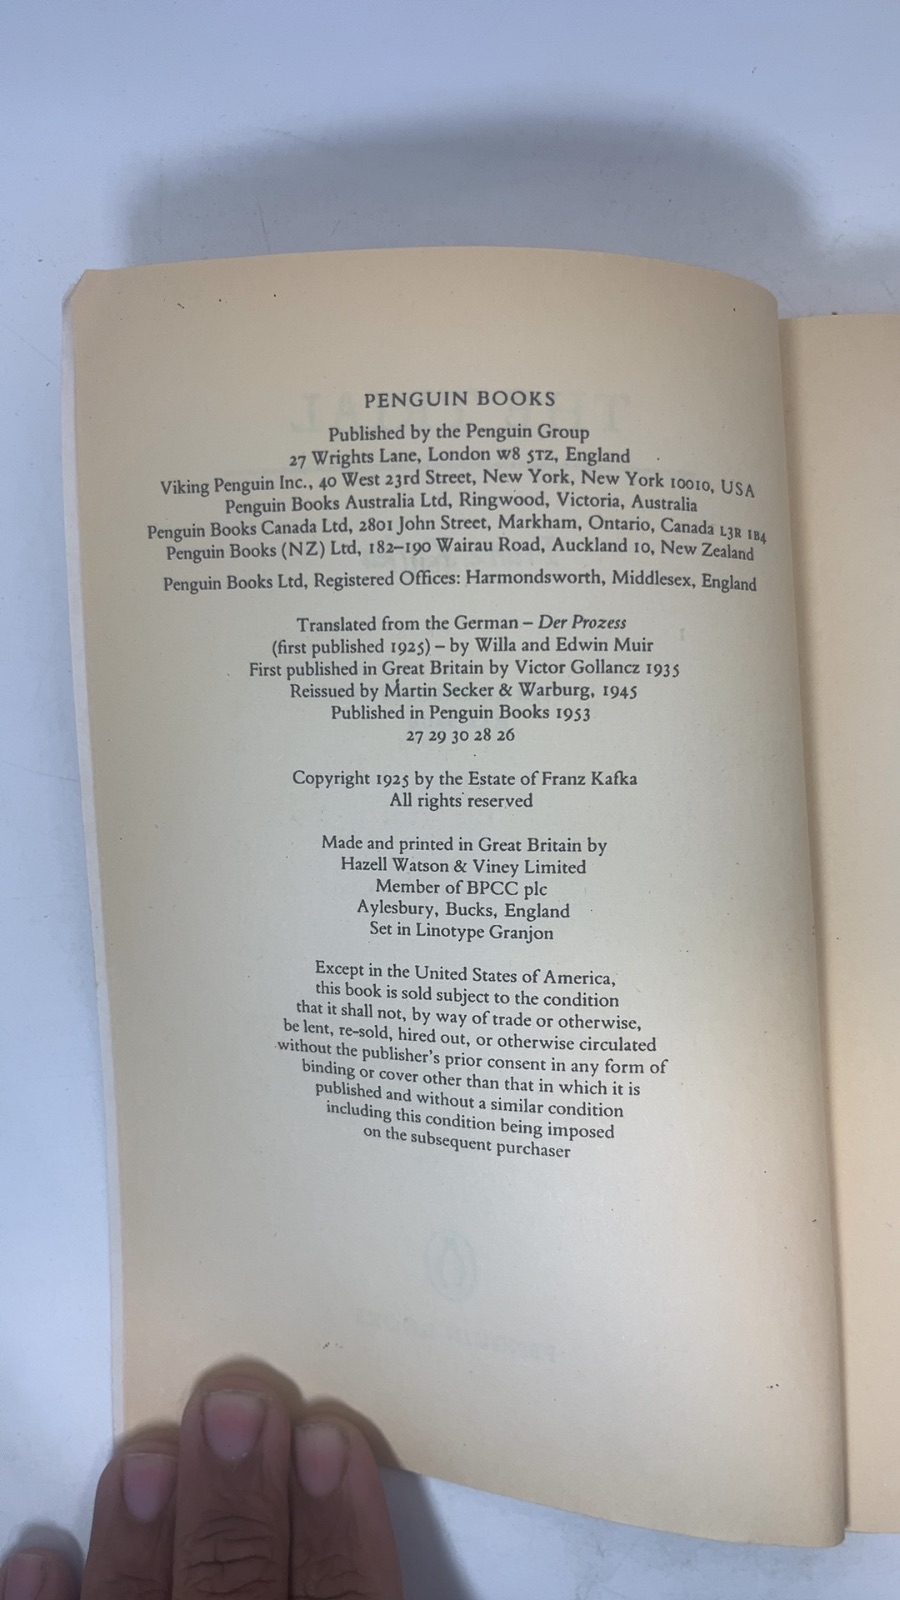 PENGUIN BOOKS
Published by the Penguin Group
27 Wrights Lane, London W8 5TZ, England
Viking Penguin Inc., 40 West 23rd Street, New York, New York 10010, USA
Penguin Books Australia Ltd, Ringwood, Victoria, Australia
Penguin Books Canada Ltd, 2801 John Street, Markham, Ontario, Canada L3R 1B4
Penguin Books (NZ) Ltd, 182–190 Wairau Road, Auckland 10, New Zealand
Penguin Books Ltd, Registered Offices: Harmondsworth, Middlesex, England
Translated from the German – Der Prozess
(first published 1925) – by Willa and Edwin Muir
First published in Great Britain by Victor Gollancz 1935
Reissued by Martin Secker & Warburg, 1945
Published in Penguin Books 1953
27 29 30 28 26
Copyright 1925 by the Estate of Franz Kafka
All rights reserved
Made and printed in Great Britain by
Hazell Watson & Viney Limited
Member of BPCC plc
Aylesbury, Bucks, England
Set in Linotype Granjon
Except in the United States of America,
this book is sold subject to the condition
that it shall not, by way of trade or otherwise,
be lent, re-sold, hired out, or otherwise circulated
without the publisher's prior consent in any form of
binding or cover other than that in which it is
published and without a similar condition
including this condition being imposed
on the subsequent purchaser